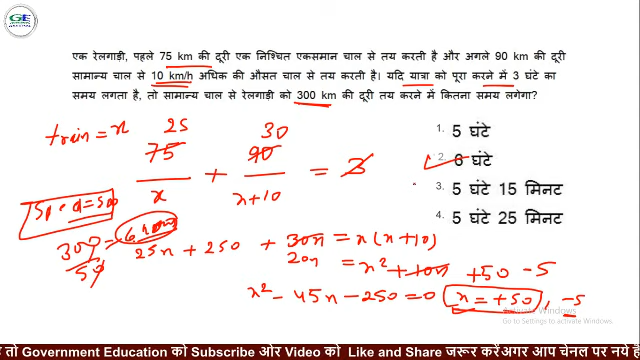 GE
एक रेलगाड़ी, पहले 75 km की दूरी एक निश्चित एकसमान चाल से तय करती है और अगले 90 km की दूरी
सामान्य चाल से 10 km/h अधिक की औसत चाल से तय करती है। यदि यात्रा को पूरा करने में 3 घंटे का
समय लगता है, तो सामान्य चाल से रेलगाड़ी को 300 km की दूरी तय करने में कितना समय लगेगा?
1. 5 घंटे
2. 6 घंटे
3. 5 घंटे 15 मिनट
4. 5 घंटे 25 मिनट
train = x
25 30
75/x + 90/x+10 = 3
25x + 250 + 30x = x(x+10)
20x = x² + 10x +50 -5
x² - 45x - 250 = 0 x = +50, -5
300/50 = 6
Activate Windows
Go to Settings to activate Windows.
है तो Government Education को Subscribe ओर Video को Like and Share जरूर करेंअगर आप चेनल पर नये है